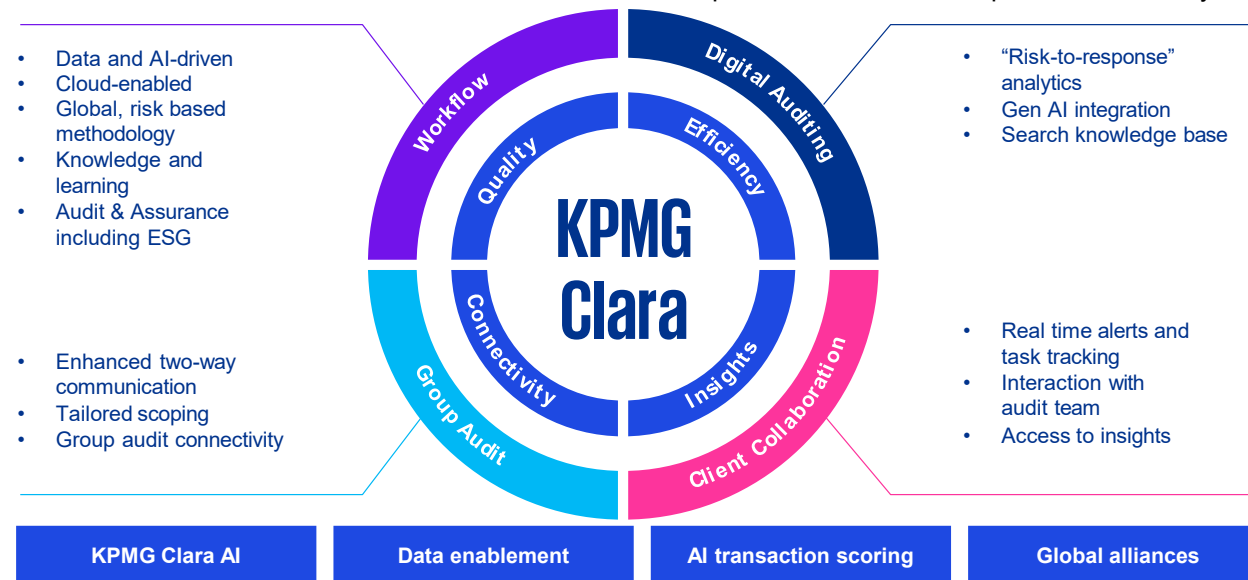 • Data and AI-driven
• Cloud-enabled
• Global, risk based
methodology
• Knowledge and
learning
• Audit & Assurance
including ESG
• “Risk-to-response”
analytics
• Gen AI integration
• Search knowledge base
Workflow
Digital Auditing
Quality
Efficiency
KPMG
Clara
Connectivity
Insights
Group Audit
Client Collaboration
• Enhanced two-way
communication
• Tailored scoping
• Group audit connectivity
• Real time alerts and
task tracking
• Interaction with
audit team
• Access to insights
KPMG Clara AI
Data enablement
AI transaction scoring
Global alliances